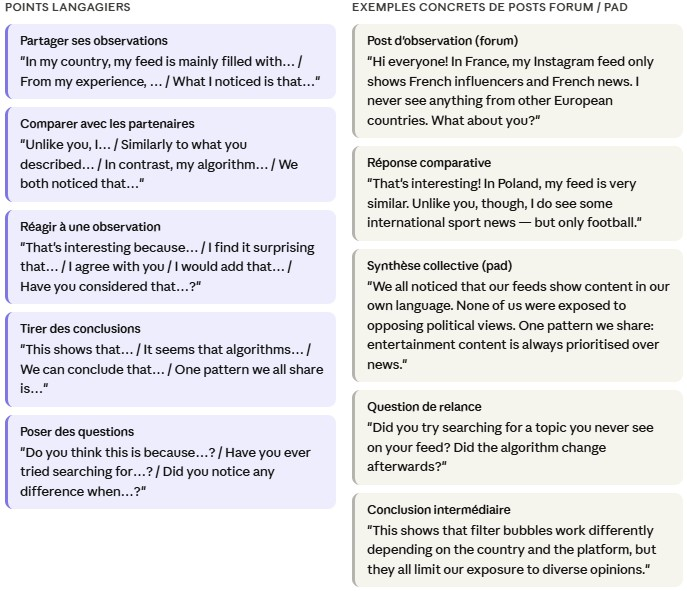 POINTS LANGAGIERS
Partager ses observations
"In my country, my feed is mainly filled with… /
From my experience, … / What I noticed is that…"
Comparer avec les partenaires
"Unlike you, I… / Similarly to what you
described… / In contrast, my algorithm… / We
both noticed that…"
Réagir à une observation
"That's interesting because… / I find it surprising
that… / I agree with you / I would add that… /
Have you considered that…?"
Tirer des conclusions
"This shows that… / It seems that algorithms… /
We can conclude that… / One pattern we all share
is…"
Poser des questions
"Do you think this is because…? / Have you ever
tried searching for…? / Did you notice any
difference when…?"
EXEMPLES CONCRETS DE POSTS FORUM / PAD
Post d'observation (forum)
"Hi everyone! In France, my Instagram feed only
shows French influencers and French news. I
never see anything from other European
countries. What about you?"
Réponse comparative
"That's interesting! In Poland, my feed is very
similar. Unlike you, though, I do see some
international sport news — but only football."
Synthèse collective (pad)
"We all noticed that our feeds show content in our
own language. None of us were exposed to
opposing political views. One pattern we share:
entertainment content is always prioritised over
news."
Question de relance
"Did you try searching for a topic you never see
on your feed? Did the algorithm change
afterwards?"
Conclusion intermédiaire
"This shows that filter bubbles work differently
depending on the country and the platform, but
they all limit our exposure to diverse opinions."